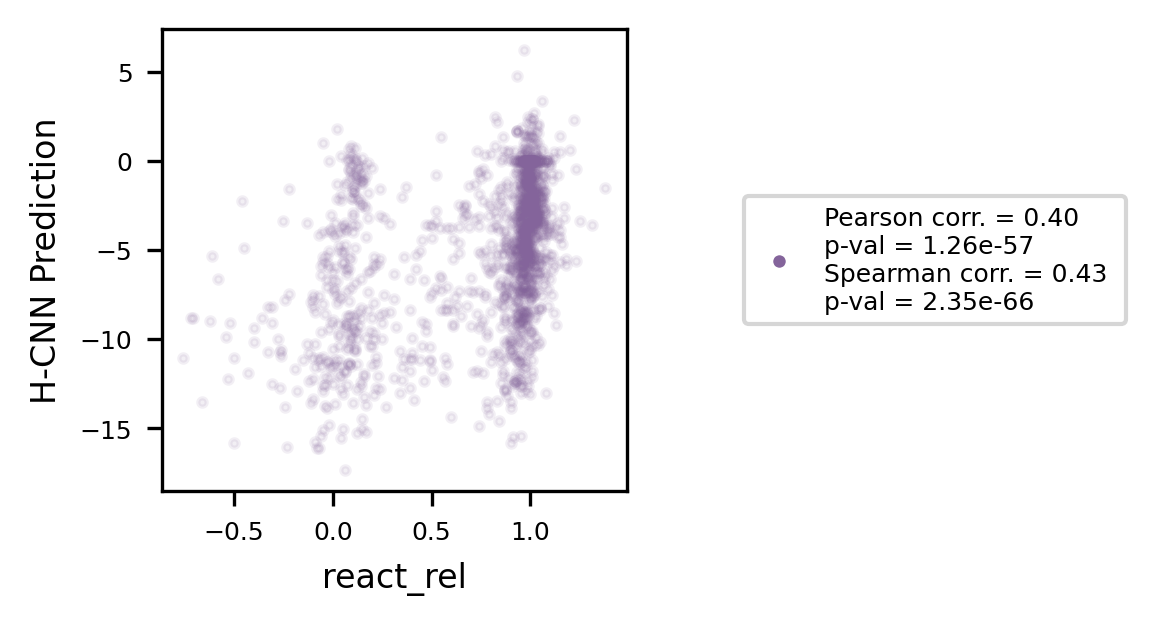 5
0
−5
−10
−15
H-CNN Prediction
−0.5 0.0 0.5 1.0
react_rel
Pearson corr. = 0.40
p-val = 1.26e-57
Spearman corr. = 0.43
p-val = 2.35e-66